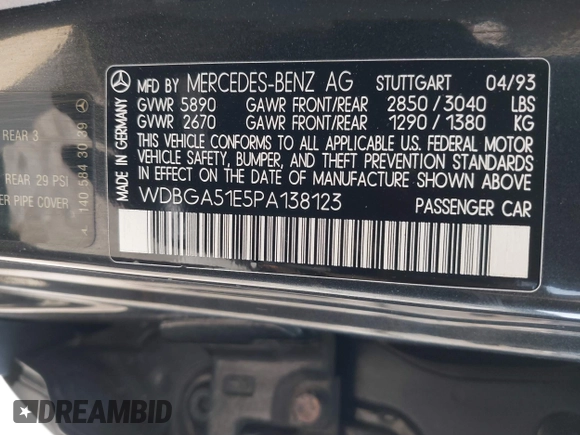 MFD BY MERCEDES-BENZ AG STUTTGART 04/93
GVWR 5890 GAWR FRONT/REAR 2850/3040 LBS
GVWR 2670 GAWR FRONT/REAR 1290/1380 KG
THIS VEHICLE CONFORMS TO ALL APPLICABLE U.S. FEDERAL MOTOR
VEHICLE SAFETY, BUMPER, AND THEFT PREVENTION STANDARDS
IN EFFECT ON THE DATE OF MANUFACTURE SHOWN ABOVE.
WDBGA51E5PA138123 PASSENGER CAR
MADE IN GERMANY
REAR 3
REAR 29 PSI
PIPE COVER
A 140 584 30 39
DREAMBID